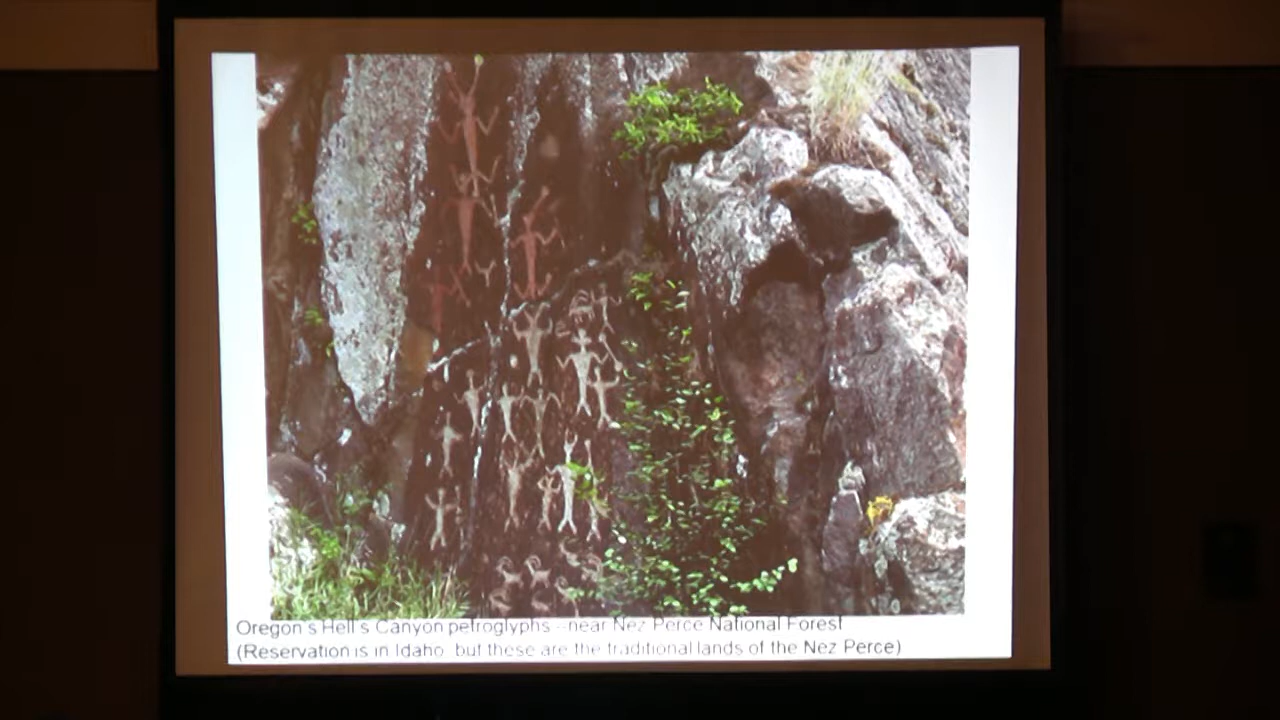 Oregon's Hell's Canyon petroglyphs --near Nez Perce National Forest
(Reservation is in Idaho, but these are the traditional lands of the Nez Perce)